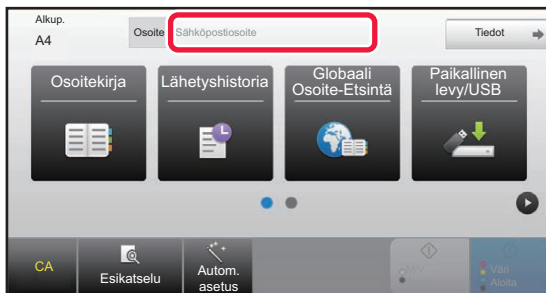 Alkup.
A4
Osoite
Sähköpostiosoite
Tiedot
Osoitekirja
Lähetyshistoria
Globaali
Osoite-Etsintä
Paikallinen
levy/USB
CA
Esikatselu
Autom.
asetus
M/V
Aloita
Väri
Aloita